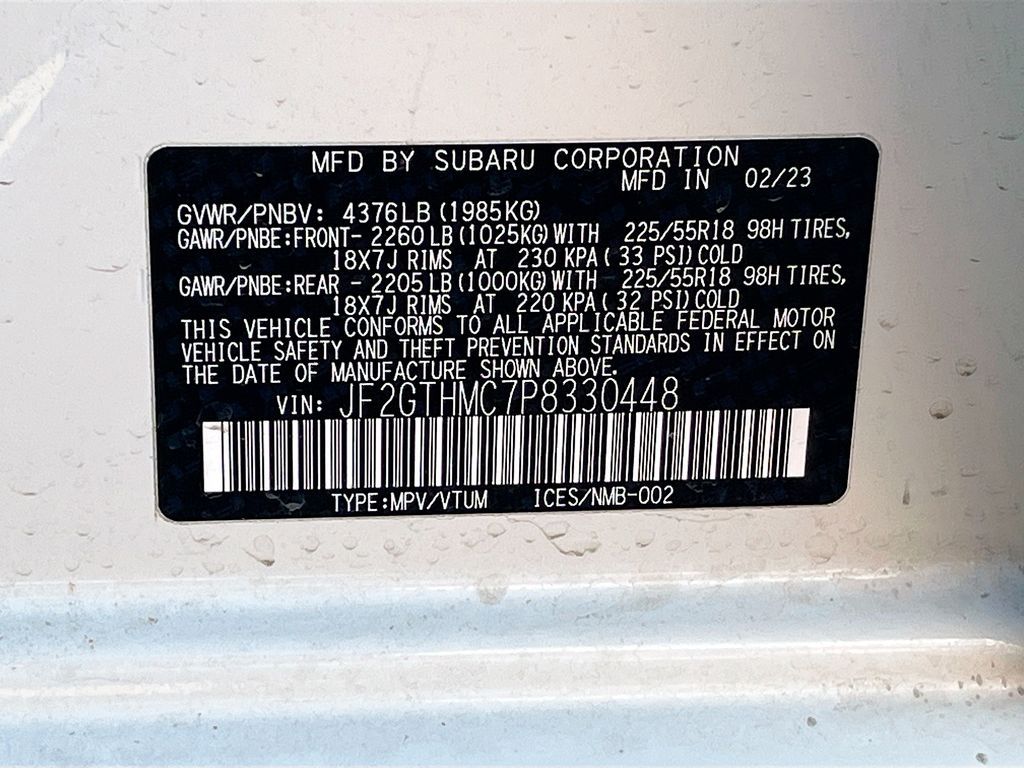 MFD BY SUBARU CORPORATION
MFD IN 02/23
GVWR/PNBV: 4376LB (1985KG)
GAWR/PNBE:FRONT- 2260LB (1025KG)WITH 225/55R18 98H TIRES,
18X7J RIMS AT 230 KPA( 33 PSI)COLD
GAWR/PNBE:REAR - 2205LB (1000KG)WITH 225/55R18 98H TIRES,
18X7J RIMS AT 220 KPA( 32 PSI)COLD
THIS VEHICLE CONFORMS TO ALL APPLICABLE FEDERAL MOTOR
VEHICLE SAFETY AND THEFT PREVENTION STANDARDS IN EFFECT ON
THE DATE OF MANUFACTURE SHOWN ABOVE.
VIN: JF2GTHMC7P8330448
TYPE:MPV/VTUM ICES/NMB-002